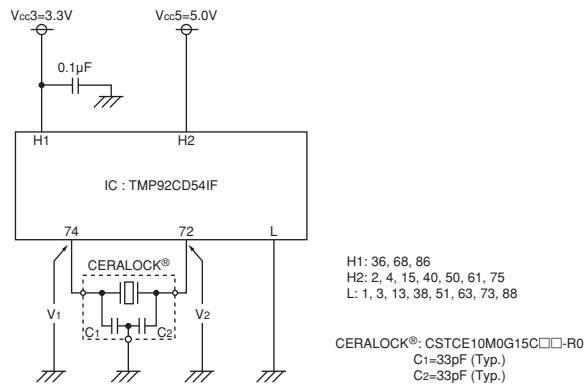 Vcc3=3.3V
Vcc5=5.0V
0.1μF
H1
H2
IC : TMP92CD54IF
74
72
L
CERALOCK®
V1
C1
C2
V2
H1: 36, 68, 86
H2: 2, 4, 15, 40, 50, 61, 75
L: 1, 3, 13, 38, 51, 63, 73, 88
CERALOCK®: CSTCE10M0G15C□□-R0
C1=33pF (Typ.)
C2=33pF (Typ.)